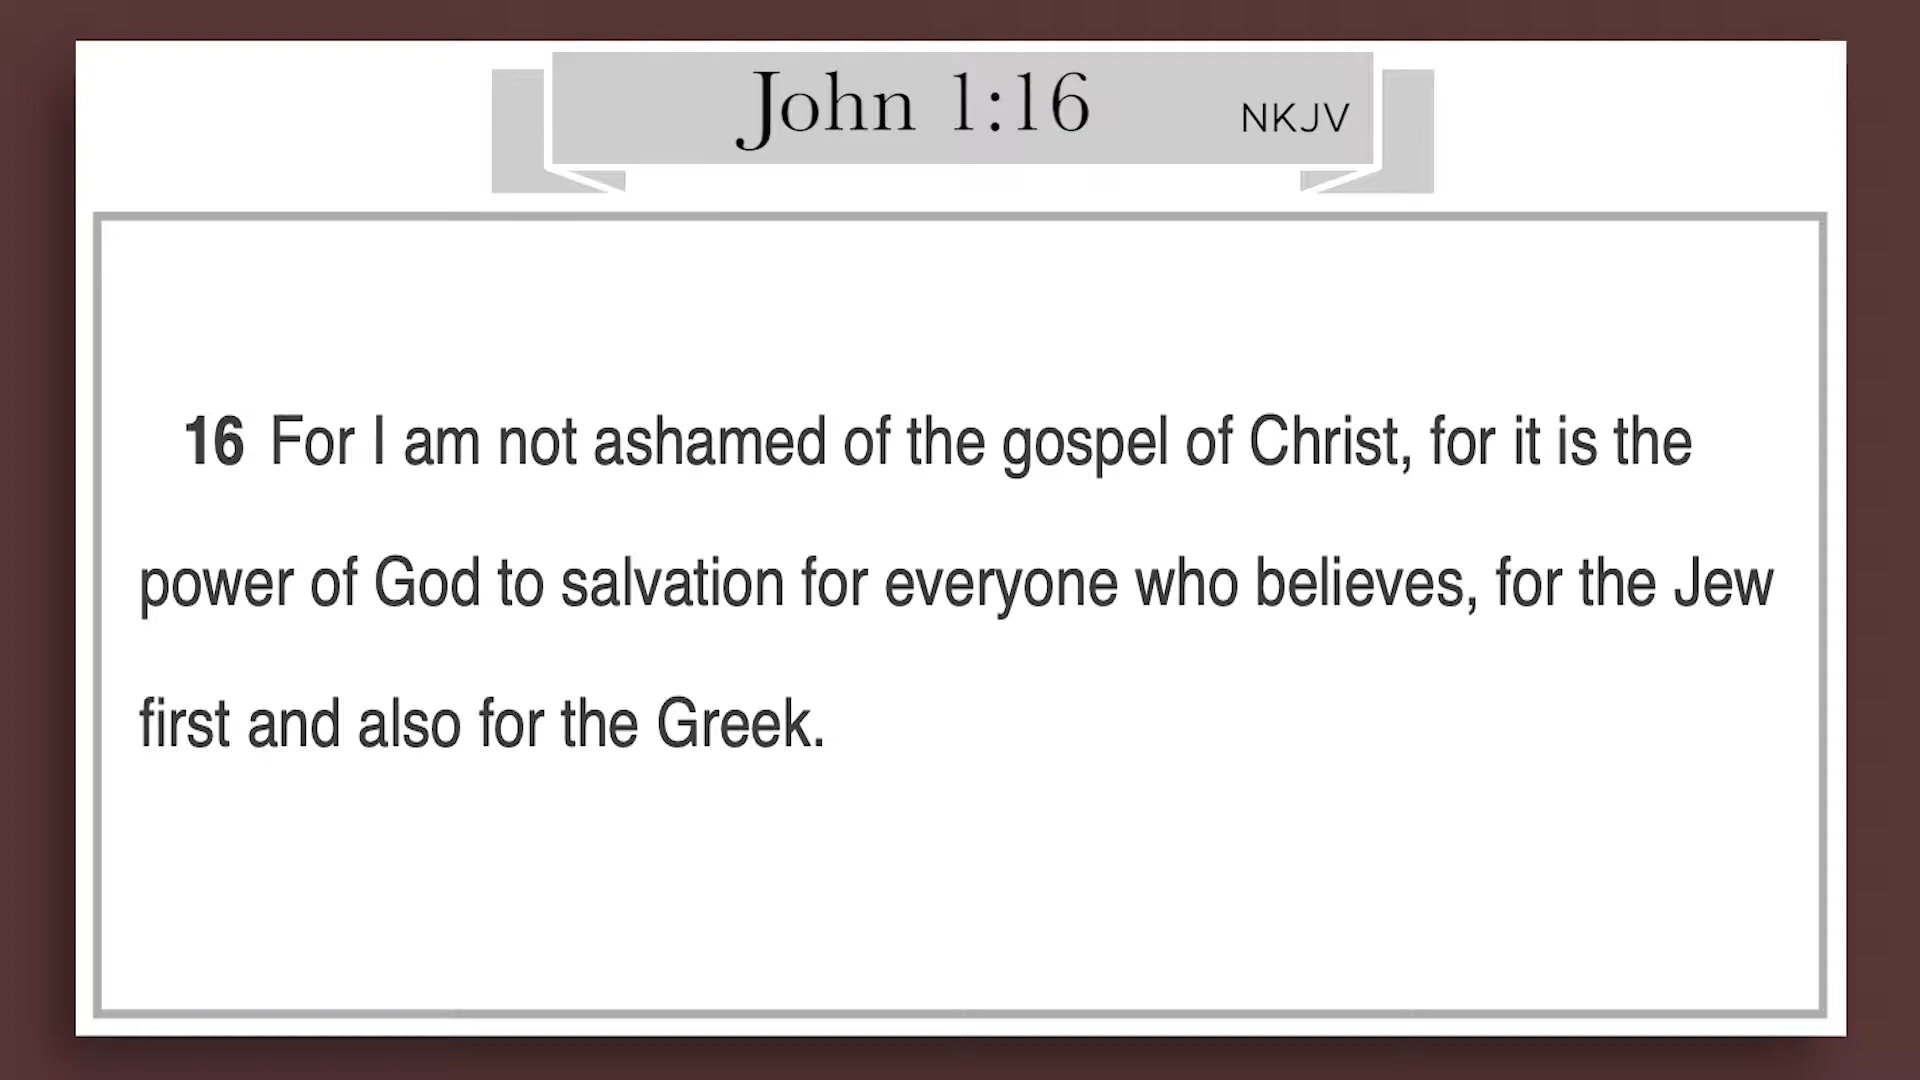 John 1:16 NKJV
16 For I am not ashamed of the gospel of Christ, for it is the
power of God to salvation for everyone who believes, for the Jew
first and also for the Greek.